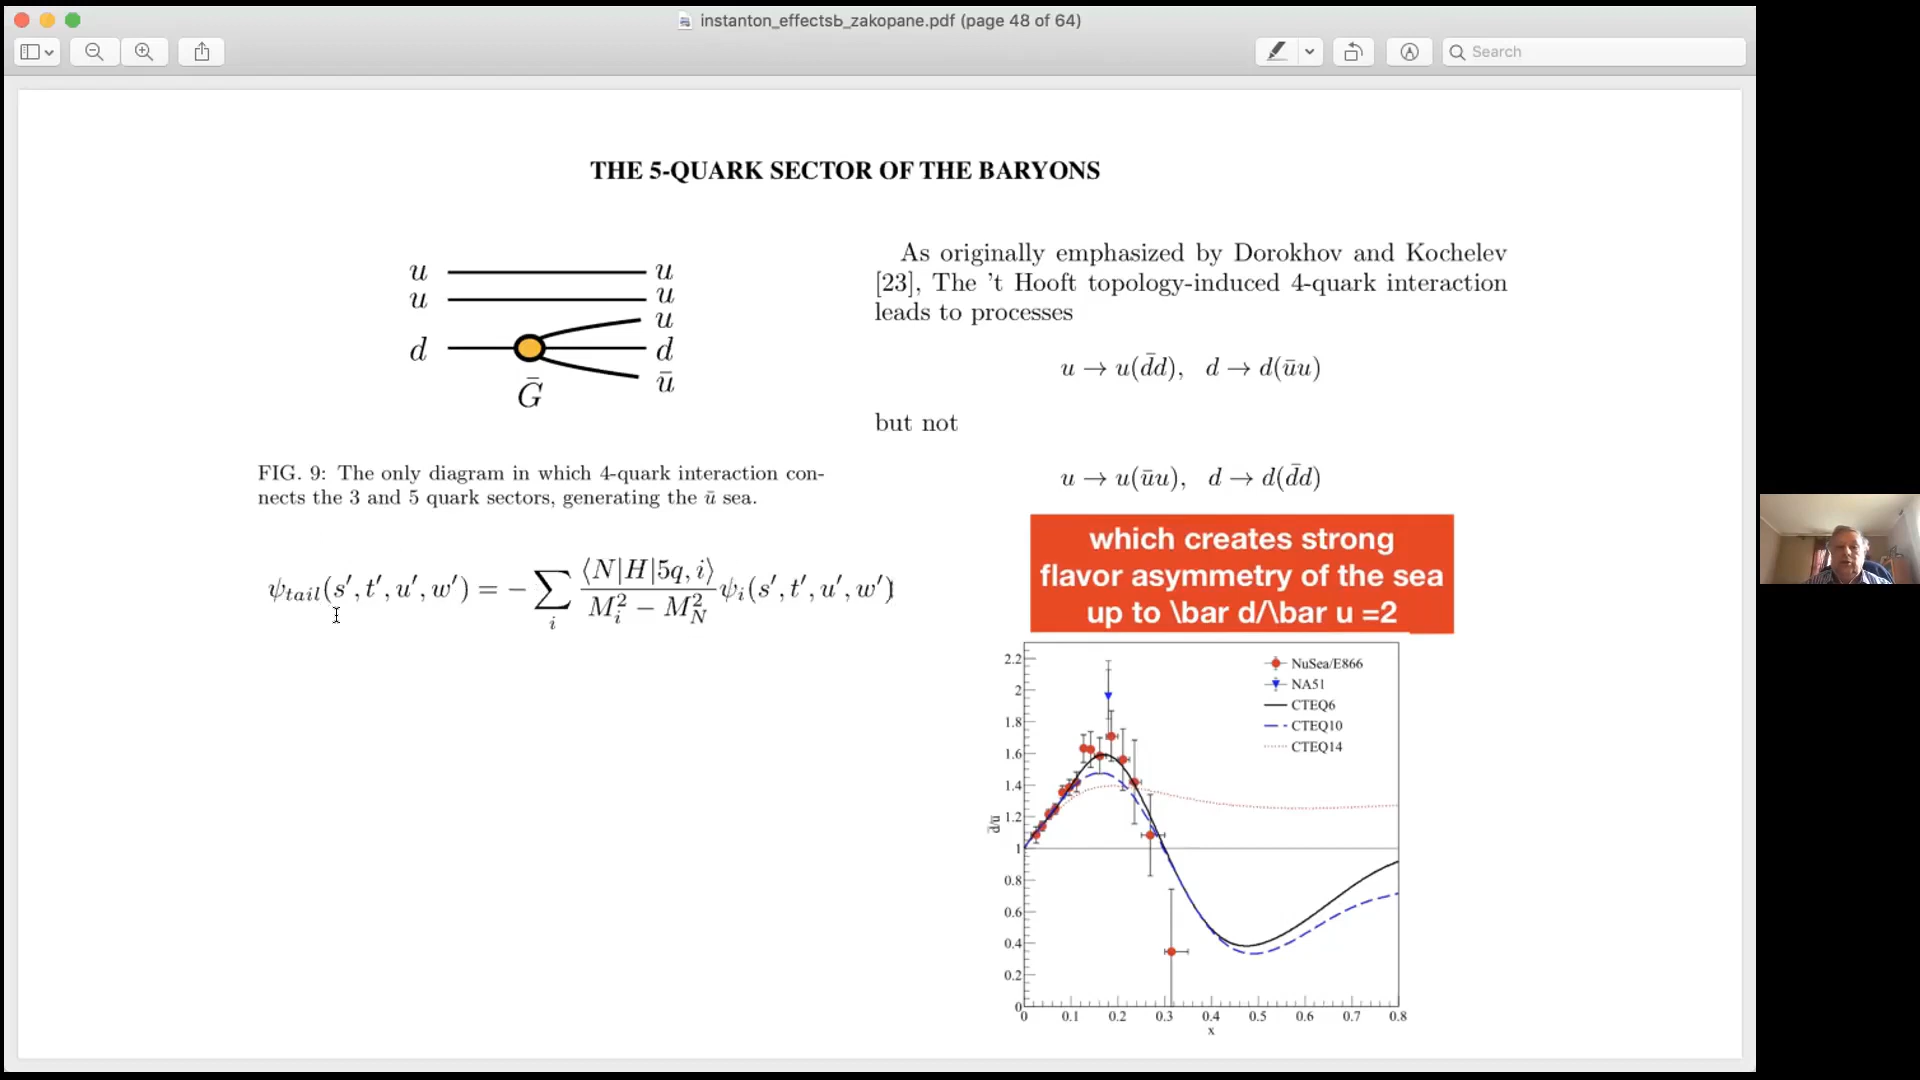 instanton_effectsb_zakopane.pdf (page 48 of 64)
Search
THE 5-QUARK SECTOR OF THE BARYONS
u u
u u
u
d d
Ḡ ū
FIG. 9: The only diagram in which 4-quark interaction con-
nects the 3 and 5 quark sectors, generating the ū sea.
ψ_tail(s′, t′, u′, w′) = − ∑_i ⟨N|H|5q, i⟩ / (M_i^2 − M_N^2) ψ_i(s′, t′, u′, w′)
As originally emphasized by Dorokhov and Kochelev
[23], The 't Hooft topology-induced 4-quark interaction
leads to processes
u → u(d̄d), d → d(ūu)
but not
u → u(ūu), d → d(d̄d)
which creates strong
flavor asymmetry of the sea
up to \bar d/\bar u =2
NuSea/E866
NA51
CTEQ6
CTEQ10
CTEQ14
d̄/ū
2.2
2
1.8
1.6
1.4
1.2
1
0.8
0.6
0.4
0.2
0
0 0.1 0.2 0.3 0.4 0.5 0.6 0.7 0.8
x